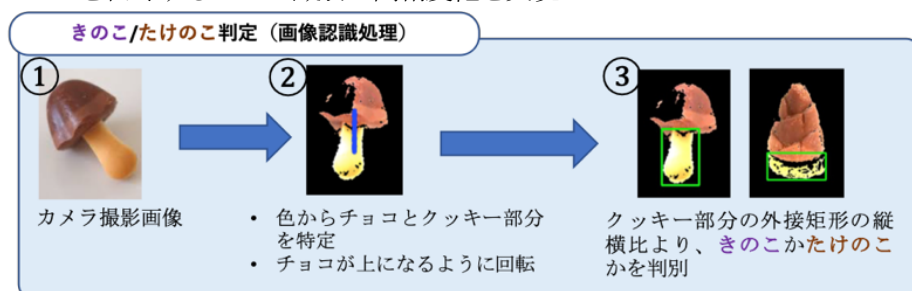 きのこ/たけのこ判定（画像認識処理）
①
②
③
カメラ撮影画像
• 色からチョコとクッキー部分
を特定
• チョコが上になるように回転
クッキー部分の外接矩形の縦
横比より、きのこかたけのこ
かを判別